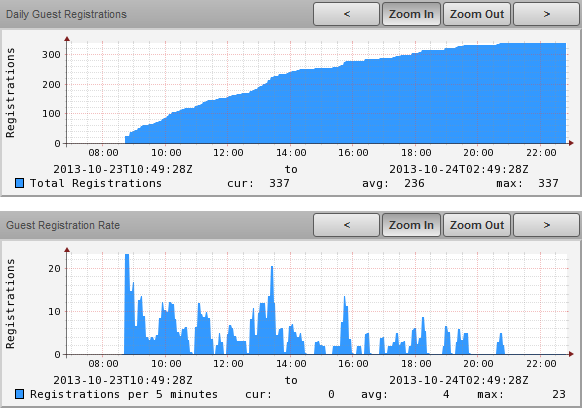 Daily Guest Registrations < Zoom In Zoom Out >
Registrations
300
200
100
0
08:00 10:00 12:00 14:00 16:00 18:00 20:00 22:00
2013-10-23T10:49:28Z to 2013-10-24T02:49:28Z
Total Registrations cur: 337 avg: 236 max: 337
Guest Registration Rate < Zoom In Zoom Out >
Registrations
20
10
0
08:00 10:00 12:00 14:00 16:00 18:00 20:00 22:00
2013-10-23T10:49:28Z to 2013-10-24T02:49:28Z
Registrations per 5 minutes cur: 0 avg: 4 max: 23